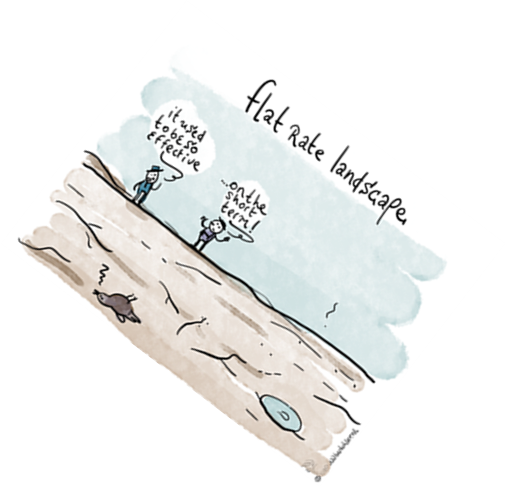 flat Rate landscape
it used
to be so
effective
...on the
short
term!